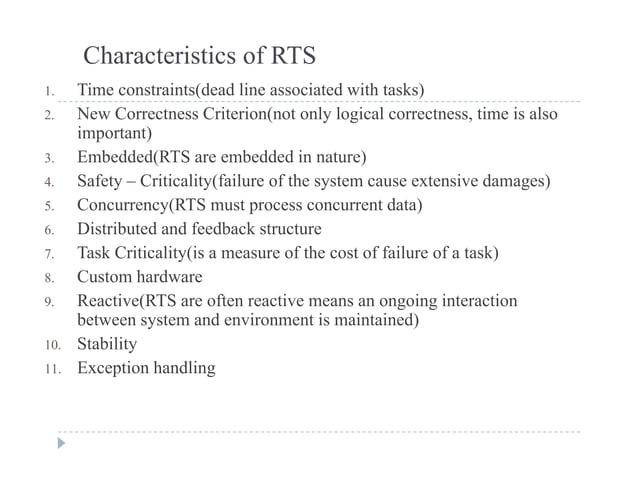 Characteristics of RTS
1. Time constraints(dead line associated with tasks)
2. New Correctness Criterion(not only logical correctness, time is also
important)
3. Embedded(RTS are embedded in nature)
4. Safety – Criticality(failure of the system cause extensive damages)
5. Concurrency(RTS must process concurrent data)
6. Distributed and feedback structure
7. Task Criticality(is a measure of the cost of failure of a task)
8. Custom hardware
9. Reactive(RTS are often reactive means an ongoing interaction
between system and environment is maintained)
10. Stability
11. Exception handling